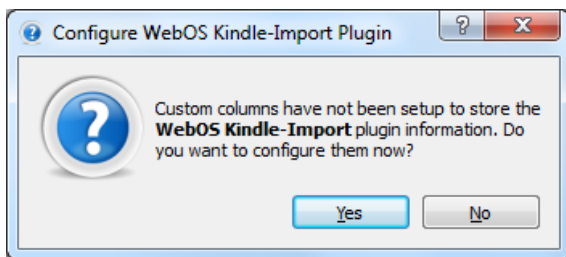 Configure WebOS Kindle-Import Plugin
Custom columns have not been setup to store the
WebOS Kindle-Import plugin information. Do
you want to configure them now?
Yes
No